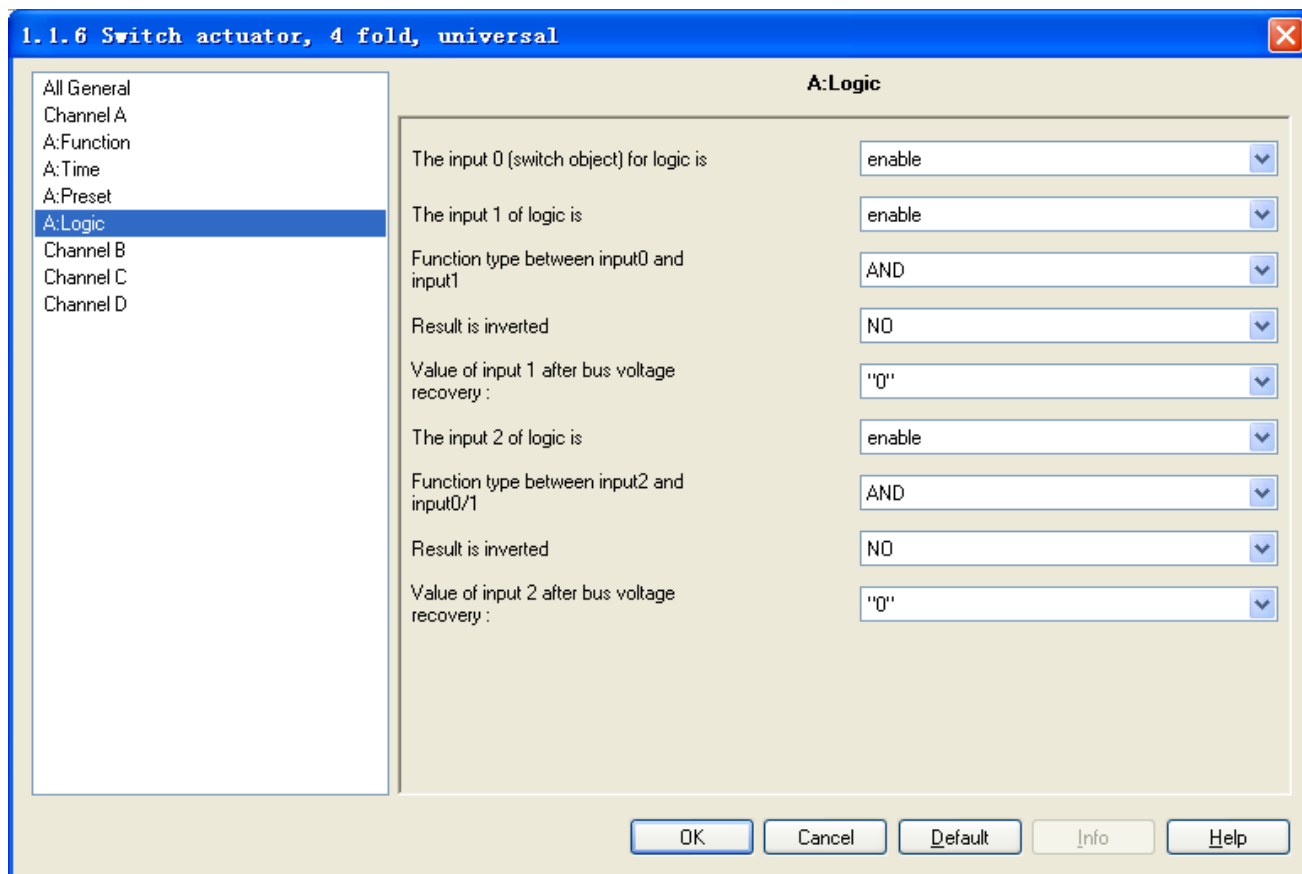 1.1.6 Switch actuator, 4 fold, universal
All General
Channel A
A:Function
A:Time
A:Preset
A:Logic
Channel B
Channel C
Channel D
A:Logic
The input 0 (switch object) for logic is
enable
The input 1 of logic is
enable
Function type between input0 and
input1
AND
Result is inverted
NO
Value of input 1 after bus voltage
recovery :
"0"
The input 2 of logic is
enable
Function type between input2 and
input0/1
AND
Result is inverted
NO
Value of input 2 after bus voltage
recovery :
"0"
OK
Cancel
Default
Info
Help